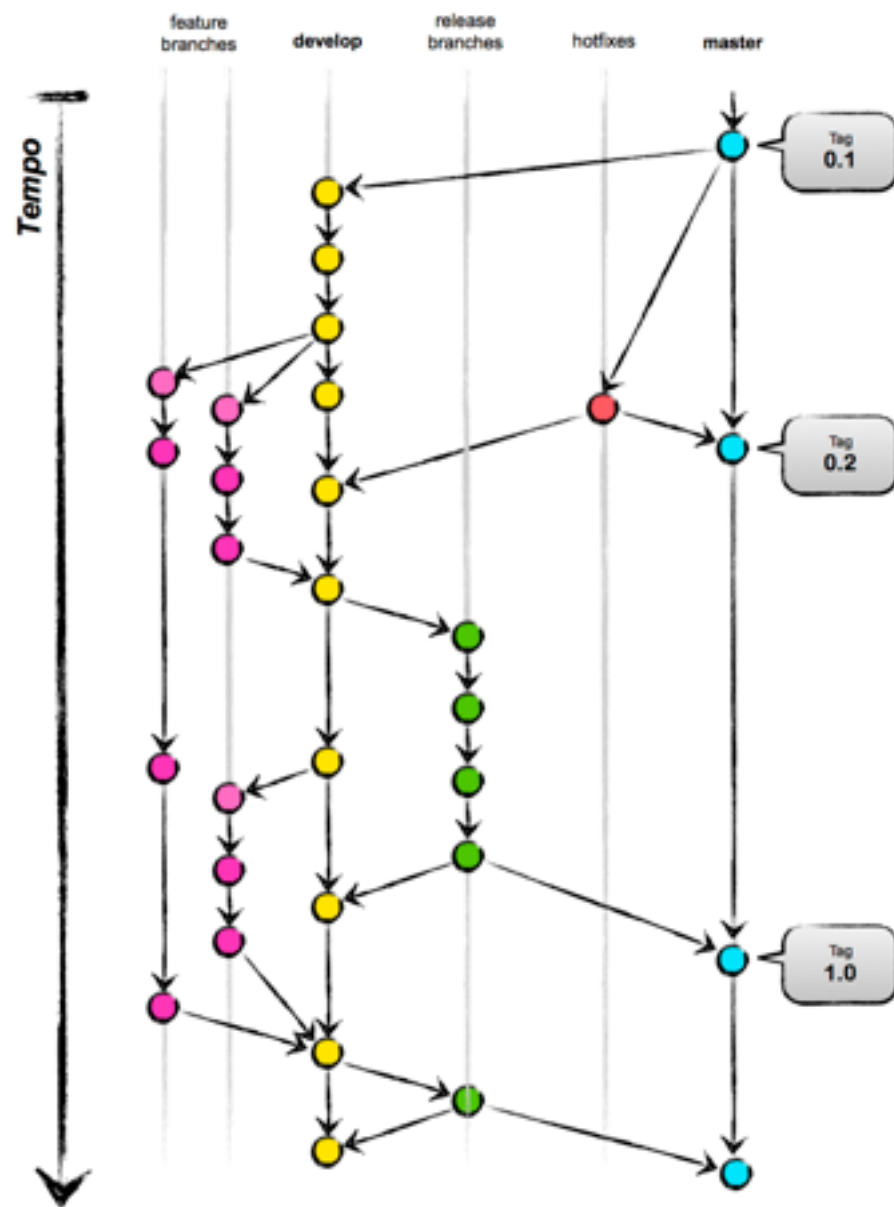 feature
branches
develop
release
branches
hotfixes
master
Tempo
Tag
0.1
Tag
0.2
Tag
1.0